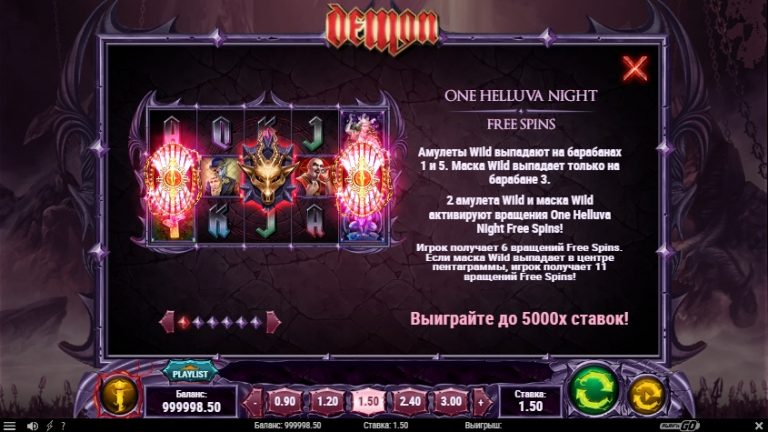 DEMON
ONE HELLUVA NIGHT
FREE SPINS
Амулеты Wild выпадают на барабанах
1 и 5. Маска Wild выпадает только на
барабане 3.
2 амулета Wild и маска Wild
активируют вращения One Helluva
Night Free Spins!
Игрок получает 6 вращений Free Spins.
Если маска Wild выпадает в центре
пентаграммы, игрок получает 11
вращений Free Spins!
Выиграйте до 5000x ставок!
A Q K J
K J A
PLAYLIST
Баланс:
999998.50
- 0.90 1.20 1.50 2.40 3.00 +
Ставка:
1.50
? Баланс: 999998.50 Ставка: 1.50 Выигрыш: PLAY'N GO